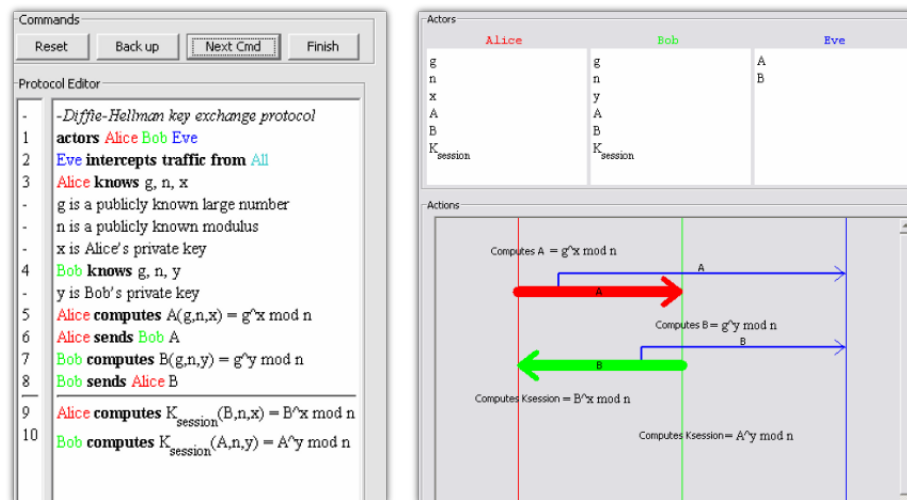 Commands
Reset Back up Next Cmd Finish
Protocol Editor
- -Diffie-Hellman key exchange protocol
1 actors Alice Bob Eve
2 Eve intercepts traffic from All
3 Alice knows g, n, x
- g is a publicly known large number
- n is a publicly known modulus
- x is Alice's private key
4 Bob knows g, n, y
- y is Bob's private key
5 Alice computes A(g,n,x) = g^x mod n
6 Alice sends Bob A
7 Bob computes B(g,n,y) = g^y mod n
8 Bob sends Alice B
9 Alice computes K_session(B,n,x) = B^x mod n
10 Bob computes K_session(A,n,y) = A^y mod n
Actors
Alice Bob Eve
g g A
n n B
x y
A A
B B
K_session K_session
Actions
Computes A = g^x mod n
A
A
Computes B = g^y mod n
B
B
Computes Ksession = B^x mod n
Computes Ksession = A^y mod n